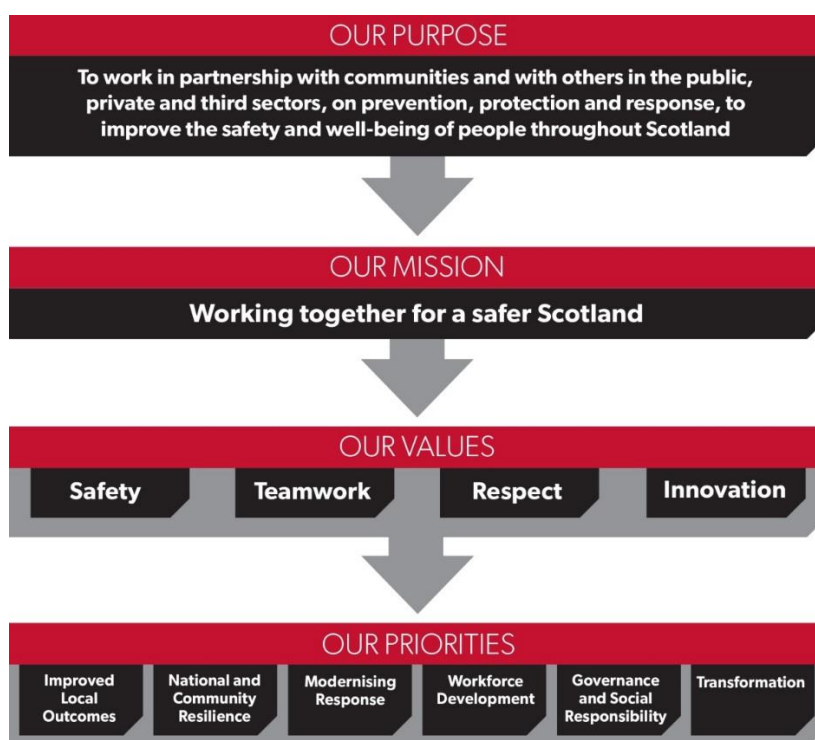 OUR PURPOSE
To work in partnership with communities and with others in the public,
private and third sectors, on prevention, protection and response, to
improve the safety and well-being of people throughout Scotland
OUR MISSION
Working together for a safer Scotland
OUR VALUES
Safety
Teamwork
Respect
Innovation
OUR PRIORITIES
Improved
Local
Outcomes
National and
Community
Resilience
Modernising
Response
Workforce
Development
Governance
and Social
Responsibility
Transformation